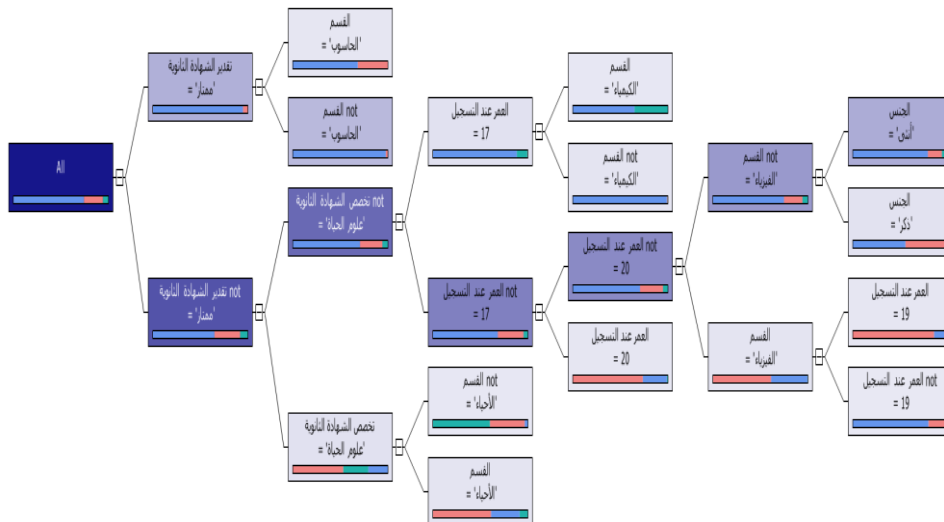 All
تقدير الشهادة الثانوية
= 'ممتاز'
not تقدير الشهادة الثانوية
= 'ممتاز'
القسم
= 'الحاسوب'
not القسم
= 'الحاسوب'
not تخصص الشهادة الثانوية
= 'علوم الحياة'
تخصص الشهادة الثانوية
= 'علوم الحياة'
العمر عند التسجيل
= 17
not العمر عند التسجيل
= 17
not القسم
= 'الأحياء'
القسم
= 'الأحياء'
القسم
= 'الكيمياء'
not القسم
= 'الكيمياء'
not العمر عند التسجيل
= 20
العمر عند التسجيل
= 20
not القسم
= 'الفيزياء'
القسم
= 'الفيزياء'
الجنس
= 'أنثى'
الجنس
= 'ذكر'
العمر عند التسجيل
= 19
not العمر عند التسجيل
= 19